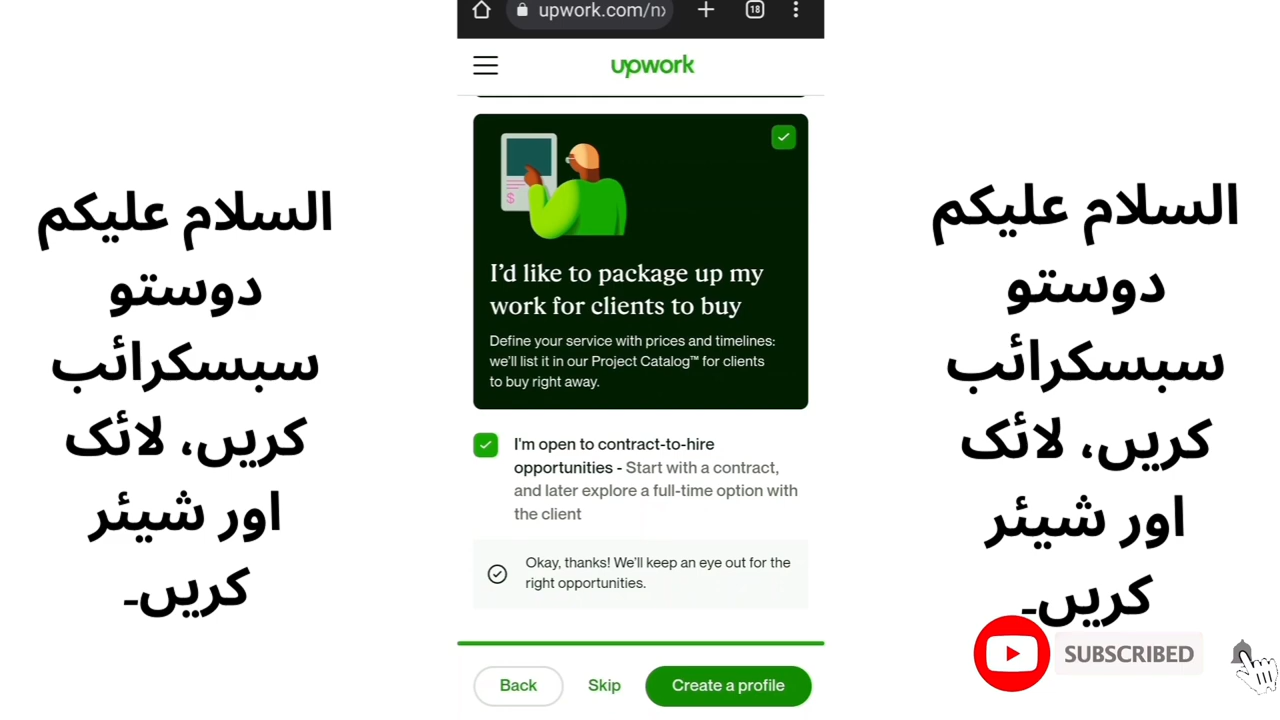 السلام علیکم
دوستو
سبسکرائب
کریں، لائک
اور شیئر
کریں۔
upwork.com/nx
18
upwork
$
I'd like to package up my
work for clients to buy
Define your service with prices and timelines:
we'll list it in our Project Catalog™ for clients
to buy right away.
I'm open to contract-to-hire
opportunities - Start with a contract,
and later explore a full-time option with
the client
Okay, thanks! We'll keep an eye out for the
right opportunities.
Back
Skip
Create a profile
السلام علیکم
دوستو
سبسکرائب
کریں، لائک
اور شیئر
کریں۔
SUBSCRIBED